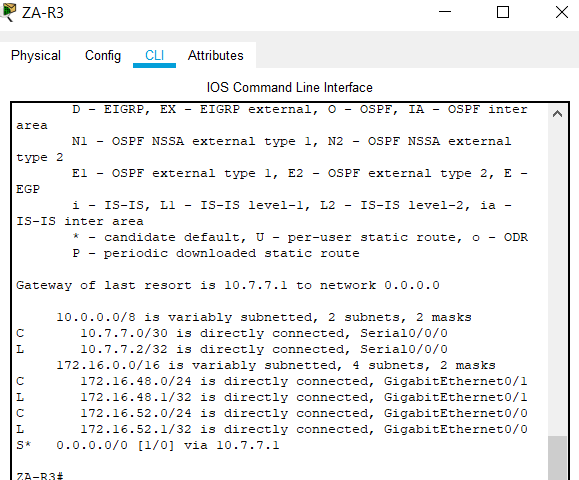 ZA-R3
Physical Config CLI Attributes
IOS Command Line Interface
D - EIGRP, EX - EIGRP external, O - OSPF, IA - OSPF inter
area
N1 - OSPF NSSA external type 1, N2 - OSPF NSSA external
type 2
E1 - OSPF external type 1, E2 - OSPF external type 2, E -
EGP
i - IS-IS, L1 - IS-IS level-1, L2 - IS-IS level-2, ia -
IS-IS inter area
* - candidate default, U - per-user static route, o - ODR
P - periodic downloaded static route
Gateway of last resort is 10.7.7.1 to network 0.0.0.0
10.0.0.0/8 is variably subnetted, 2 subnets, 2 masks
C 10.7.7.0/30 is directly connected, Serial0/0/0
L 10.7.7.2/32 is directly connected, Serial0/0/0
172.16.0.0/16 is variably subnetted, 4 subnets, 2 masks
C 172.16.48.0/24 is directly connected, GigabitEthernet0/1
L 172.16.48.1/32 is directly connected, GigabitEthernet0/1
C 172.16.52.0/24 is directly connected, GigabitEthernet0/0
L 172.16.52.1/32 is directly connected, GigabitEthernet0/0
S* 0.0.0.0/0 [1/0] via 10.7.7.1
ZA-R3#